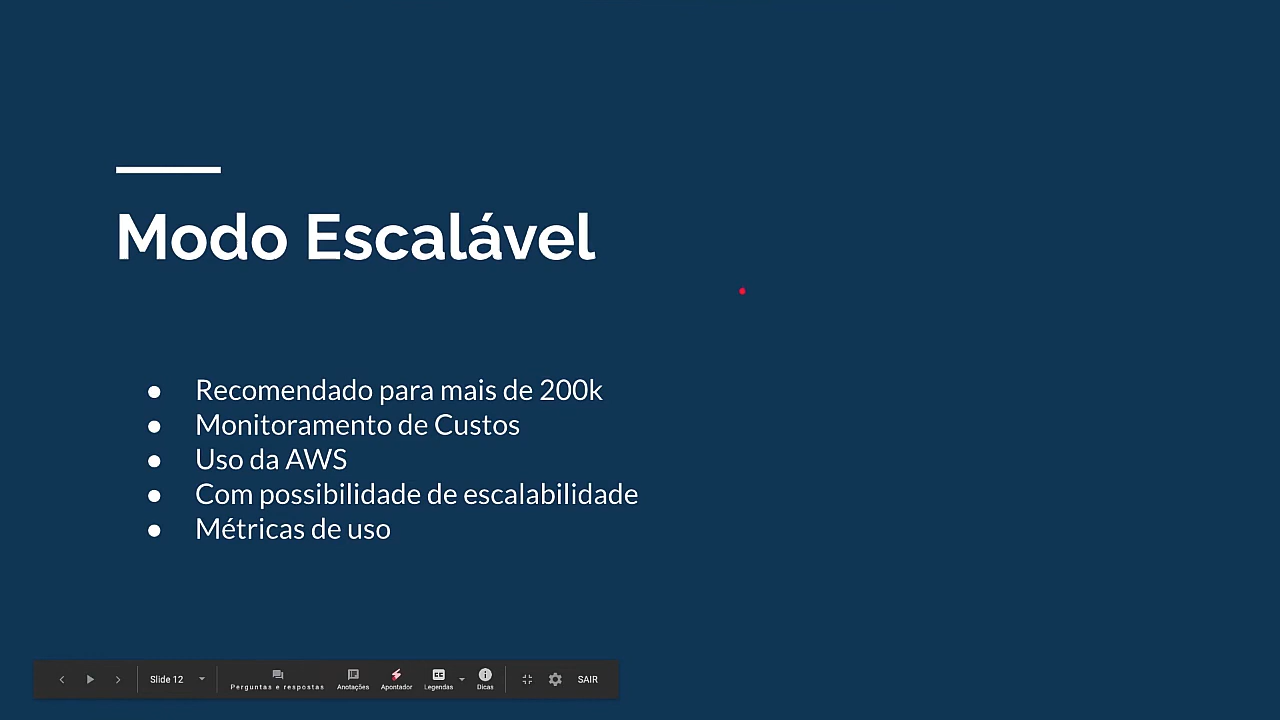 Modo Escalável
● Recomendado para mais de 200k
● Monitoramento de Custos
● Uso da AWS
● Com possibilidade de escalabilidade
● Métricas de uso
Slide 12
Perguntas e respostas
Anotações
Apontador
CC
Legendas
Dicas
SAIR